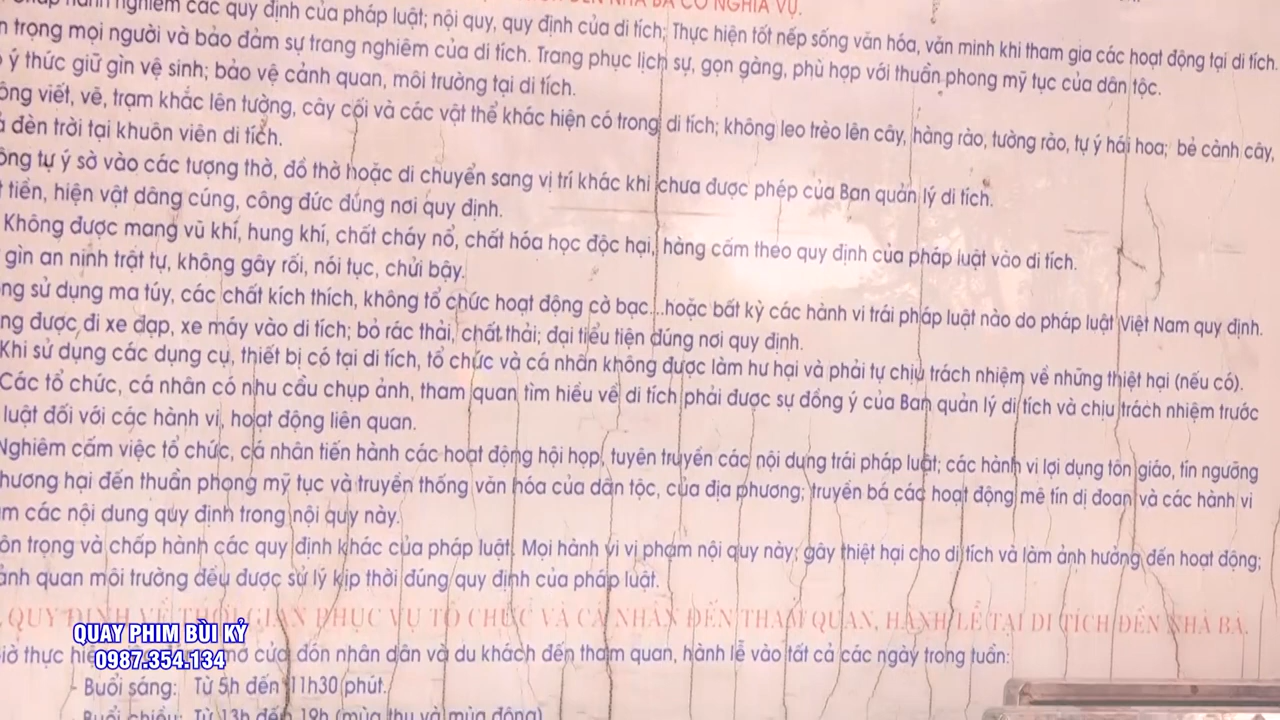 hành nghiêm các quy định của pháp luật; nội quy, quy định của di tích; Thực hiện tốt nếp sống văn hóa, văn minh khi tham gia các hoạt động tại di tích.
trọng mọi người và bảo đảm sự trang nghiêm của di tích. Trang phục lịch sự, gọn gàng, phù hợp với thuần phong mỹ tục của dân tộc.
ý thức giữ gìn vệ sinh; bảo vệ cảnh quan, môi trường tại di tích.
ông viết, vẽ, trạm khắc lên tường, cây cối và các vật thể khác hiện có trong di tích; không leo trèo lên cây, hàng rào, tường rào, tự ý hái hoa; bẻ cành cây,
đèn trời tại khuôn viên di tích.
ông tự ý sờ vào các tượng thờ, đồ thờ hoặc di chuyển sang vị trí khác khi chưa được phép của Ban quản lý di tích.
tiền, hiện vật dâng cúng, công đức đúng nơi quy định.
Không được mang vũ khí, hung khí, chất cháy nổ, chất hóa học độc hại, hàng cấm theo quy định của pháp luật vào di tích.
gìn an ninh trật tự, không gây rối, nói tục, chửi bậy.
ng sử dụng ma túy, các chất kích thích, không tổ chức hoạt động cờ bạc...hoặc bất kỳ các hành vi trái pháp luật nào do pháp luật Việt Nam quy định.
ng được đi xe đạp, xe máy vào di tích; bỏ rác thải, chất thải; đại tiểu tiện đúng nơi quy định.
Khi sử dụng các dụng cụ, thiết bị có tại di tích, tổ chức và cá nhân không được làm hư hại và phải tự chịu trách nhiệm về những thiệt hại (nếu có).
Các tổ chức, cá nhân có nhu cầu chụp ảnh, tham quan tìm hiểu về di tích phải được sự đồng ý của Ban quản lý di tích và chịu trách nhiệm trước
luật đối với các hành vi, hoạt động liên quan.
Nghiêm cấm việc tổ chức, cá nhân tiến hành các hoạt động hội họp, tuyên truyền các nội dung trái pháp luật; các hành vi lợi dụng tôn giáo, tín ngưỡng
hương hại đến thuần phong mỹ tục và truyền thống văn hóa của dân tộc, của địa phương; truyền bá các hoạt động mê tín dị đoan và các hành vi
m các nội dung quy định trong nội quy này.
ôn trọng và chấp hành các quy định khác của pháp luật. Mọi hành vi vi phạm nội quy này; gây thiệt hại cho di tích và làm ảnh hưởng đến hoạt động;
ảnh quan môi trường đều được sử lý kịp thời đúng quy định của pháp luật.
QUY ĐỊNH VỀ THỜI GIAN PHỤC VỤ TỔ CHỨC VÀ CÁ NHÂN ĐẾN THAM QUAN, HÀNH LỄ TẠI DI TÍCH ĐỀN NHÀ BÀ.
QUAY PHIM BÙI KỶ
0987.354.134
iờ thực hiệ mở cửa đón nhân dân và du khách đến tham quan, hành lễ vào tất cả các ngày trong tuần:
- Buổi sáng: Từ 5h đến 11h30 phút.
Buổi chiều: Từ 13h đến 19h (mùa thu và mùa đông)